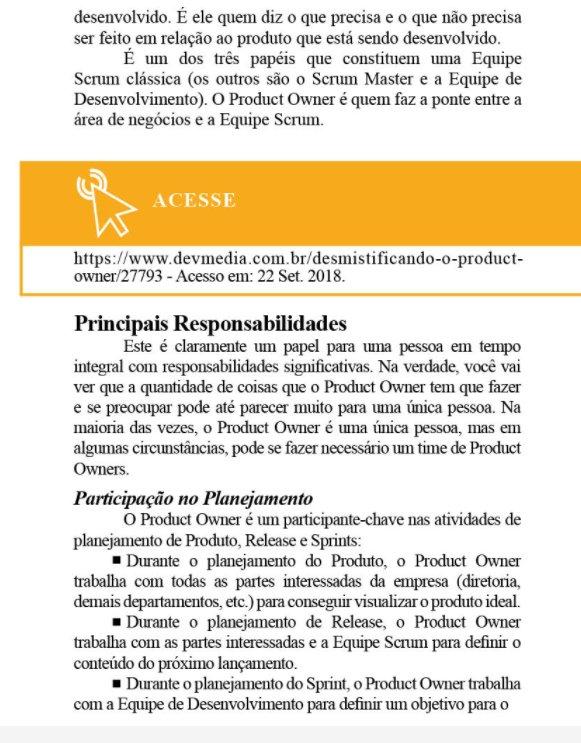 desenvolvido. É ele quem diz o que precisa e o que não precisa
ser feito em relação ao produto que está sendo desenvolvido.
É um dos três papéis que constituem uma Equipe
Scrum clássica (os outros são o Scrum Master e a Equipe de
Desenvolvimento). O Product Owner é quem faz a ponte entre a
área de negócios e a Equipe Scrum.
ACESSE
https://www.devmedia.com.br/desmistificando-o-product-
owner/27793 - Acesso em: 22 Set. 2018.
Principais Responsabilidades
Este é claramente um papel para uma pessoa em tempo
integral com responsabilidades significativas. Na verdade, você vai
ver que a quantidade de coisas que o Product Owner tem que fazer
e se preocupar pode até parecer muito para uma única pessoa. Na
maioria das vezes, o Product Owner é uma única pessoa, mas em
algumas circunstâncias, pode se fazer necessário um time de Product
Owners.
Participação no Planejamento
O Product Owner é um participante-chave nas atividades de
planejamento de Produto, Release e Sprints:
■ Durante o planejamento do Produto, o Product Owner
trabalha com todas as partes interessadas da empresa (diretoria,
demais departamentos, etc.) para conseguir visualizar o produto ideal.
■ Durante o planejamento de Release, o Product Owner
trabalha com as partes interessadas e a Equipe Scrum para definir o
conteúdo do próximo lançamento.
■ Durante o planejamento do Sprint, o Product Owner trabalha
com a Equipe de Desenvolvimento para definir um objetivo para o